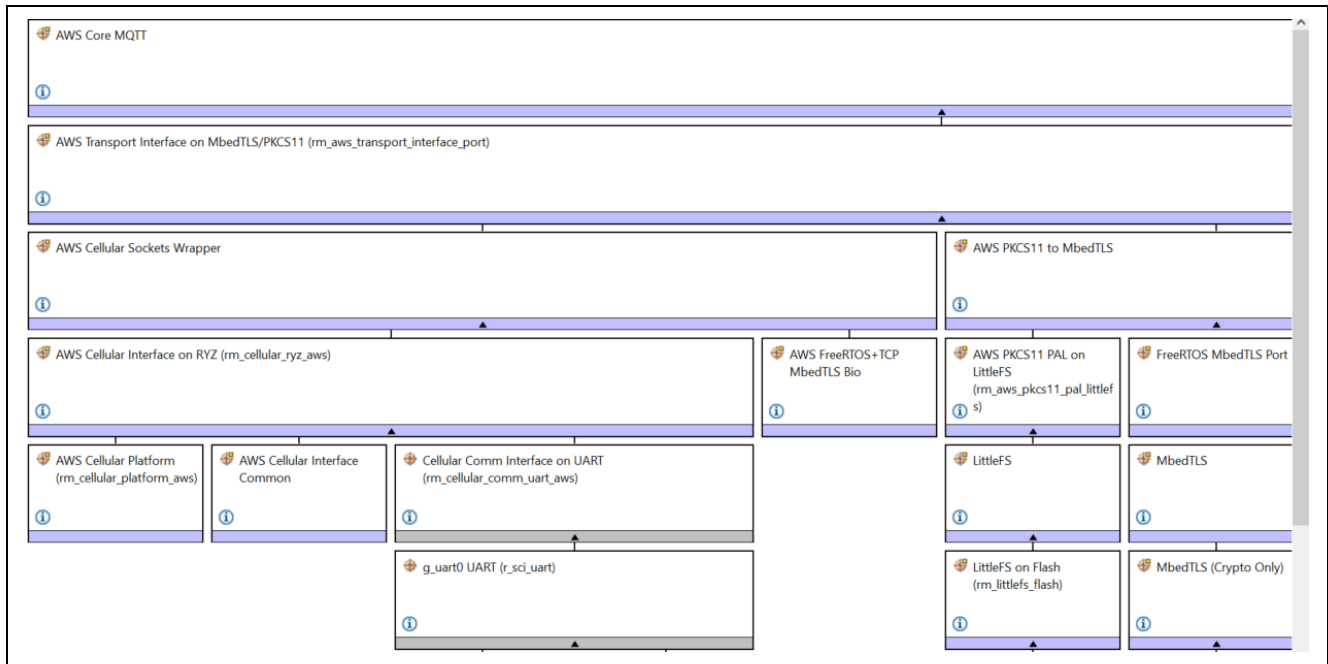 AWS Core MQTT
AWS Transport Interface on MbedTLS/PKCS11 (rm_aws_transport_interface_port)
AWS Cellular Sockets Wrapper
AWS PKCS11 to MbedTLS
AWS Cellular Interface on RYZ (rm_cellular_ryz_aws)
AWS FreeRTOS+TCP
MbedTLS Bio
AWS PKCS11 PAL on
LittleFS
(rm_aws_pkcs11_pal_littlef
s)
FreeRTOS MbedTLS Port
AWS Cellular Platform
(rm_cellular_platform_aws)
AWS Cellular Interface
Common
Cellular Comm Interface on UART
(rm_cellular_comm_uart_aws)
LittleFS
MbedTLS
g_uart0 UART (r_sci_uart)
LittleFS on Flash
(rm_littlefs_flash)
MbedTLS (Crypto Only)